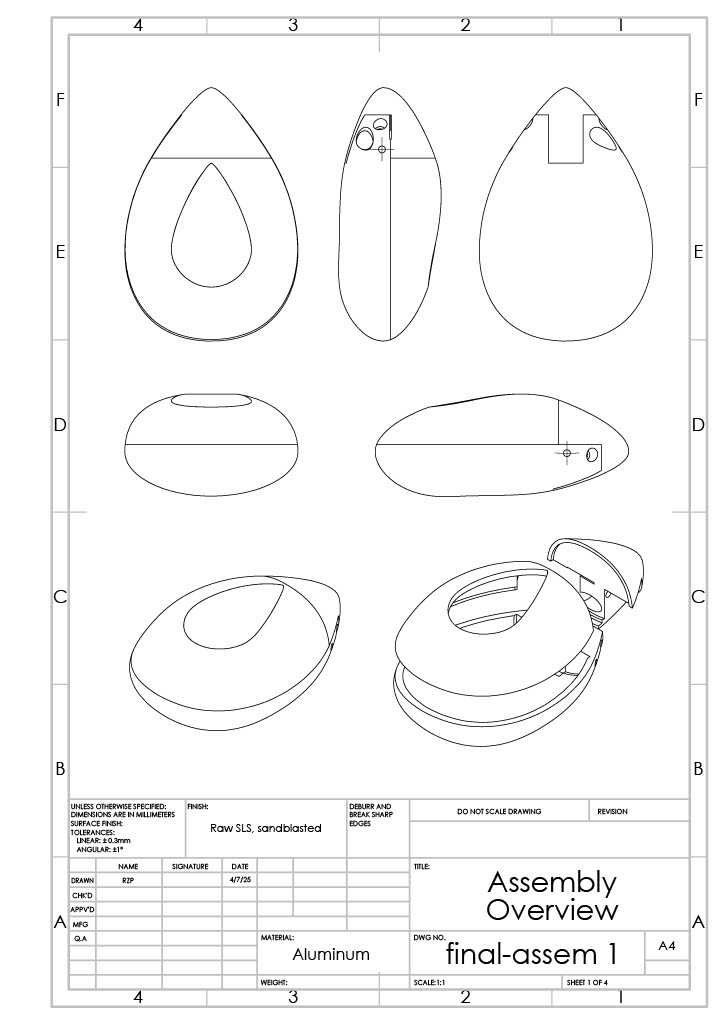 4 3 2 1
F F
E E
D D
C C
B B
UNLESS OTHERWISE SPECIFIED:
DIMENSIONS ARE IN MILLIMETERS
SURFACE FINISH:
TOLERANCES:
LINEAR: ±0.3mm
ANGULAR: ±1°
FINISH:
Raw SLS, sandblasted
DEBURR AND
BREAK SHARP
EDGES
DO NOT SCALE DRAWING
REVISION
NAME SIGNATURE DATE
DRAWN RZP 4/7/25
CHK'D
APPV'D
MFG
Q.A
TITLE:
Assembly
Overview
A A
MATERIAL:
Aluminum
DWG NO.
final-assem 1
A4
WEIGHT:
SCALE:1:1
SHEET 1 OF 4
4 3 2 1